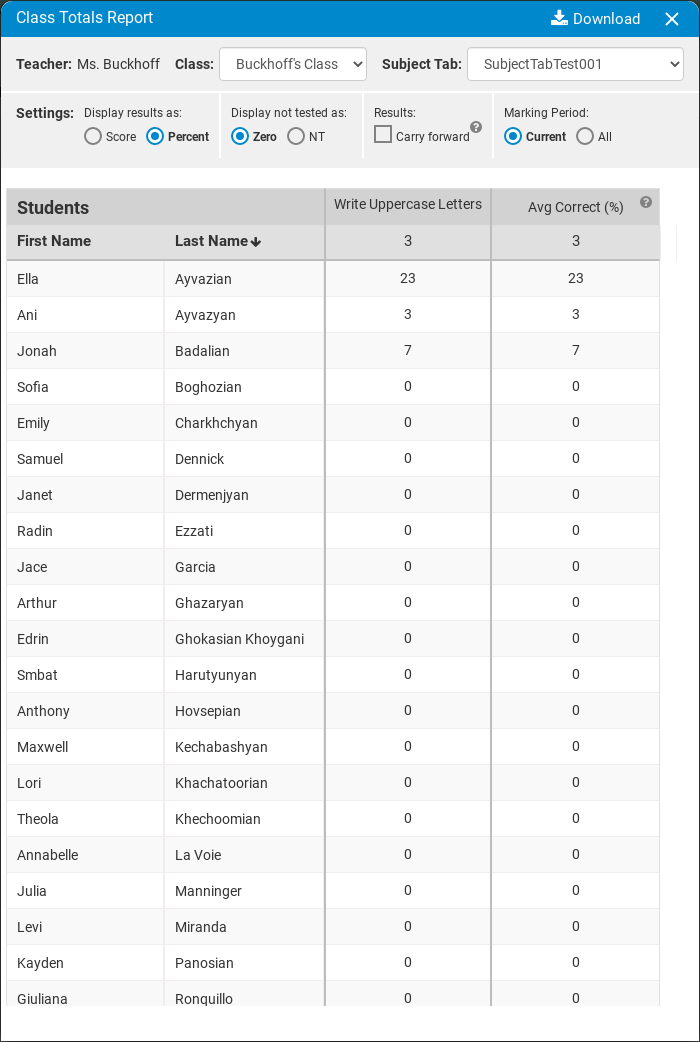 Class Totals Report Download
Teacher: Ms. Buckhoff Class: Buckhoff's Class Subject Tab: SubjectTabTest001
Settings: Display results as: Display not tested as: Results: Marking Period:
Score Percent Zero NT Carry forward ? Current All
Students Write Uppercase Letters Avg Correct (%) ?
First Name Last Name 3 3
Ella Ayvazian 23 23
Ani Ayvazyan 3 3
Jonah Badalian 7 7
Sofia Boghozian 0 0
Emily Charkhchyan 0 0
Samuel Dennick 0 0
Janet Dermenjyan 0 0
Radin Ezzati 0 0
Jace Garcia 0 0
Arthur Ghazaryan 0 0
Edrin Ghokasian Khoygani 0 0
Smbat Harutyunyan 0 0
Anthony Hovsepian 0 0
Maxwell Kechabashyan 0 0
Lori Khachatoorian 0 0
Theola Khechoomian 0 0
Annabelle La Voie 0 0
Julia Manninger 0 0
Levi Miranda 0 0
Kayden Panosian 0 0
Giuliana Ronquillo 0 0